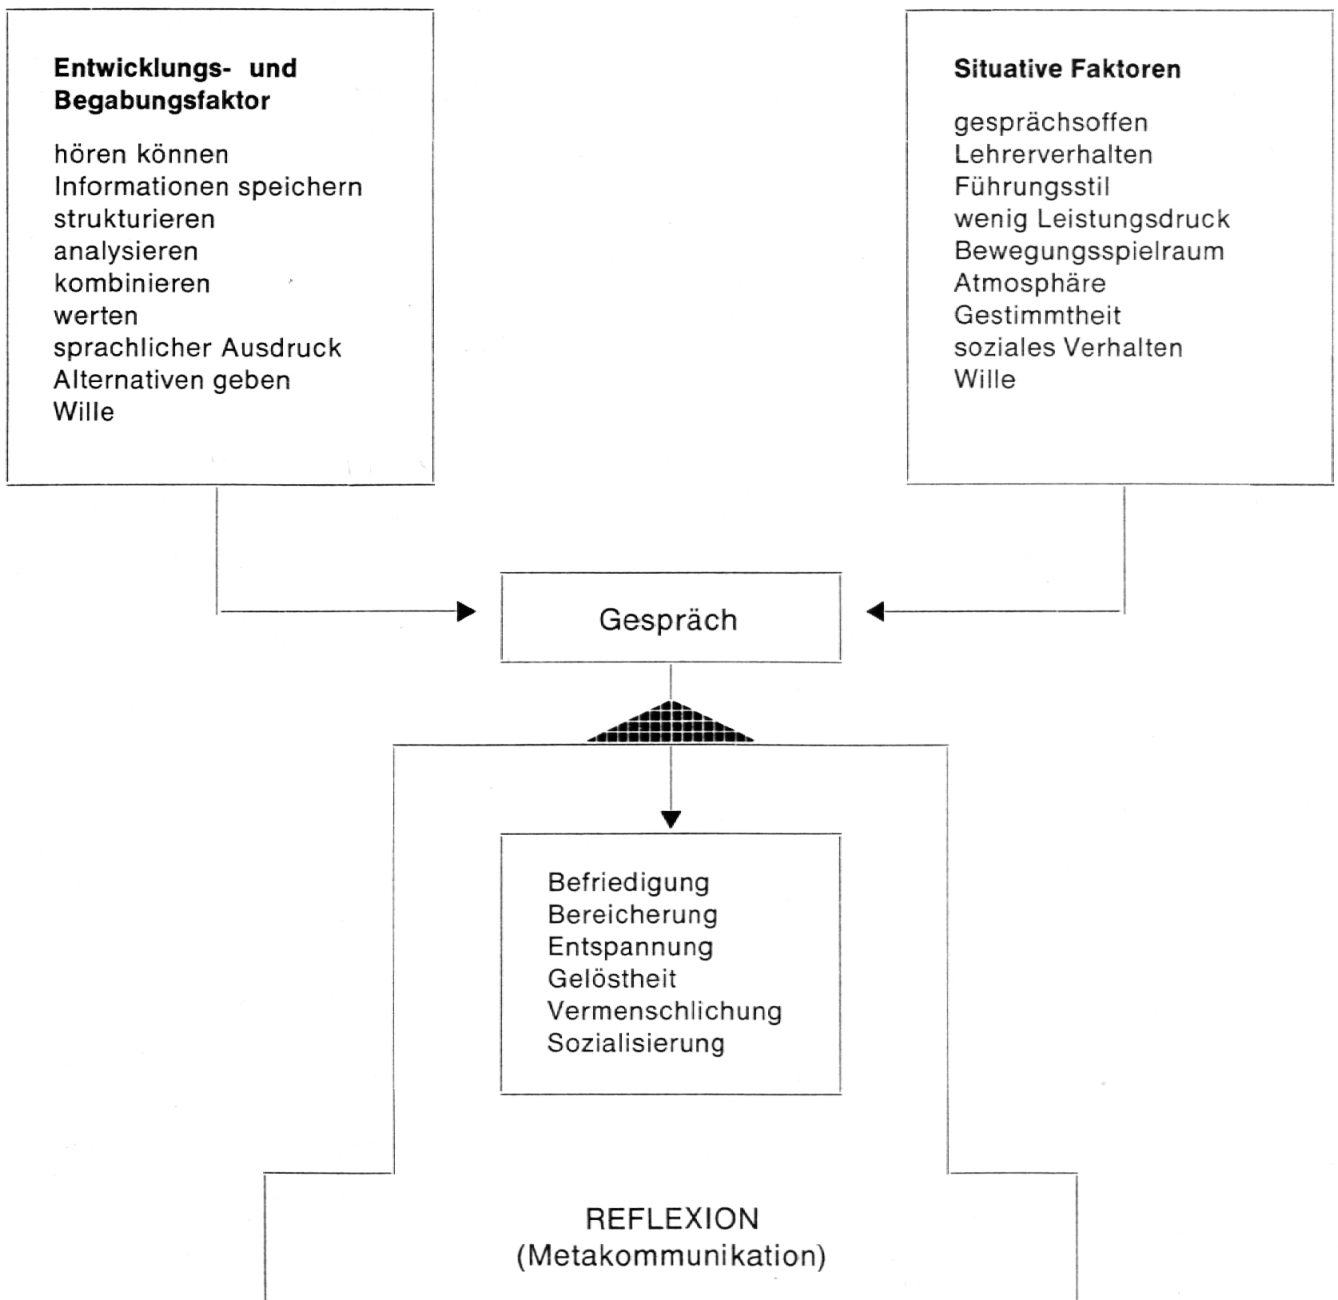 Entwicklungs- und
Begabungsfaktor
hören können
Informationen speichern
strukturieren
analysieren
kombinieren
werten
sprachlicher Ausdruck
Alternativen geben
Wille
Situative Faktoren
gesprächsoffen
Lehrerverhalten
Führungsstil
wenig Leistungsdruck
Bewegungsspielraum
Atmosphäre
Gestimmtheit
soziales Verhalten
Wille
Gespräch
Befriedigung
Bereicherung
Entspannung
Gelöstheit
Vermenschlichung
Sozialisierung
REFLEXION
(Metakommunikation)